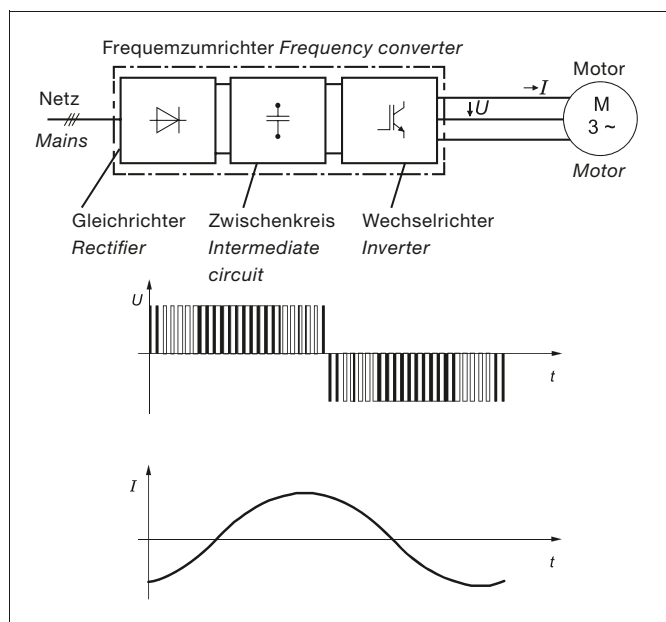 Frequemzumrichter Frequency converter
Netz
Mains
→I
↓U
Motor
M
3 ~
Motor
Gleichrichter
Rectifier
Zwischenkreis
Intermediate
circuit
Wechselrichter
Inverter
U
t
I
t